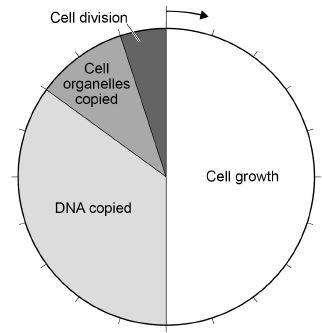 Cell division
Cell
organelles
copied
Cell growth
DNA copied